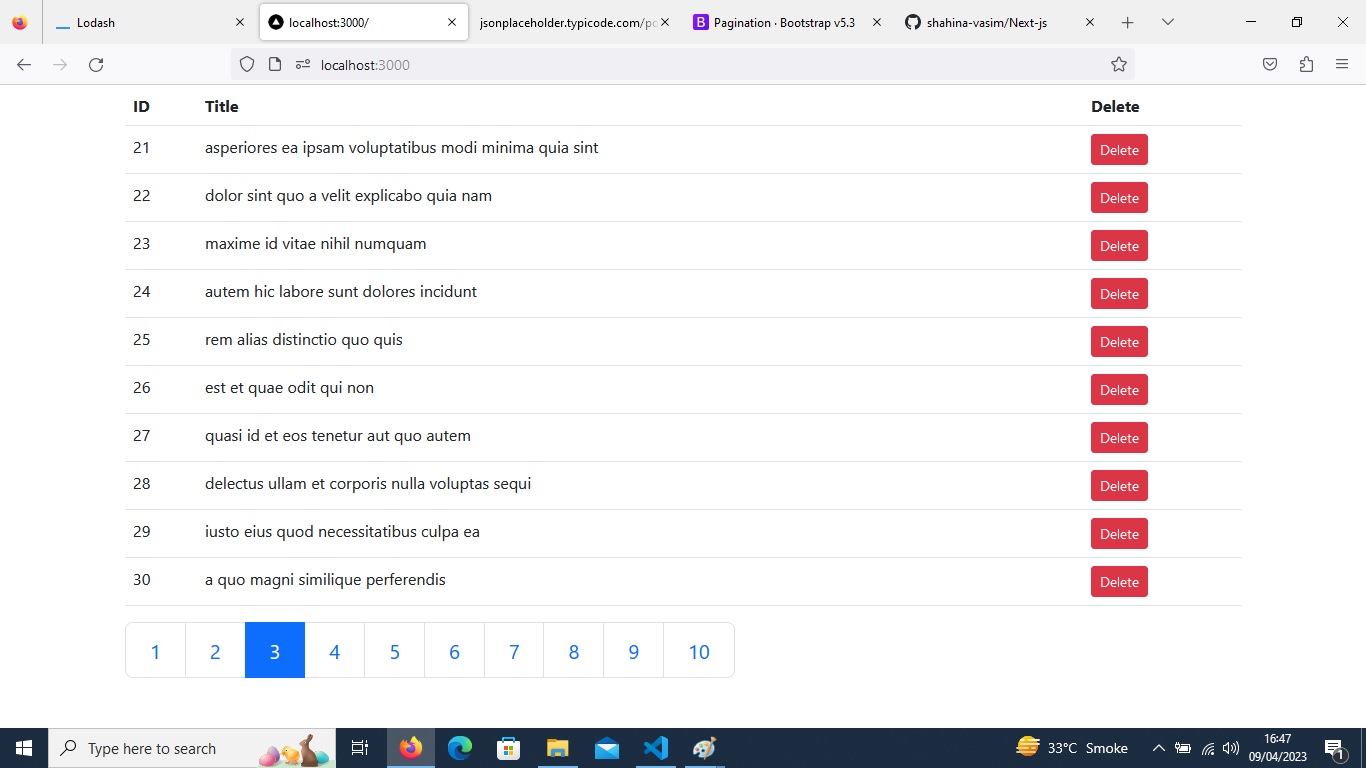 Lodash localhost:3000/ jsonplaceholder.typicode.com/po Pagination · Bootstrap v5.3 shahina-vasim/Next-js
localhost:3000
ID Title Delete
21 asperiores ea ipsam voluptatibus modi minima quia sint Delete
22 dolor sint quo a velit explicabo quia nam Delete
23 maxime id vitae nihil numquam Delete
24 autem hic labore sunt dolores incidunt Delete
25 rem alias distinctio quo quis Delete
26 est et quae odit qui non Delete
27 quasi id et eos tenetur aut quo autem Delete
28 delectus ullam et corporis nulla voluptas sequi Delete
29 iusto eius quod necessitatibus culpa ea Delete
30 a quo magni similique perferendis Delete
1 2 3 4 5 6 7 8 9 10
Type here to search 33°C Smoke 16:47
09/04/2023 1